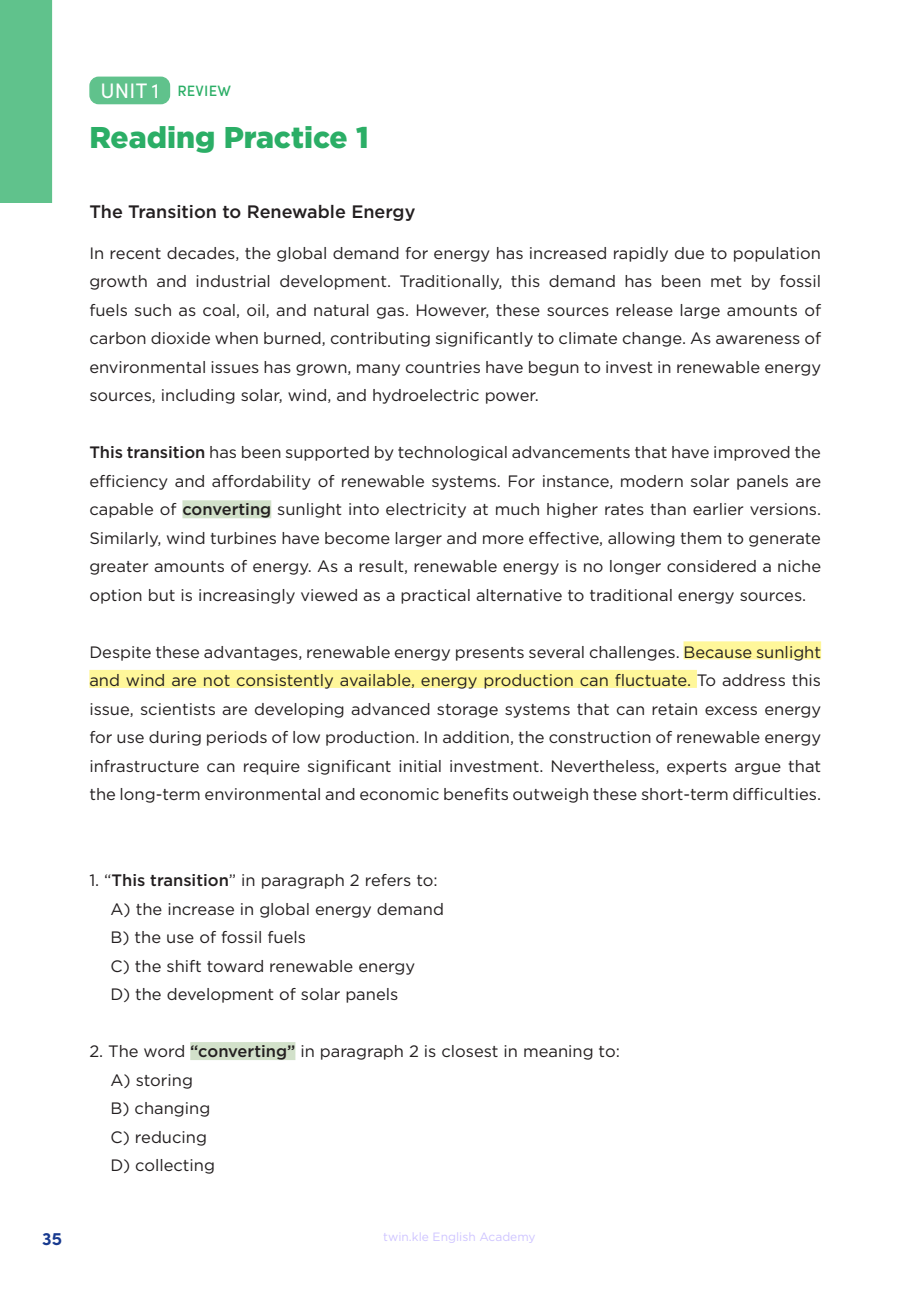 UNIT 1 REVIEW
Reading Practice 1
The Transition to Renewable Energy
In recent decades, the global demand for energy has increased rapidly due to population
growth and industrial development. Traditionally, this demand has been met by fossil
fuels such as coal, oil, and natural gas. However, these sources release large amounts of
carbon dioxide when burned, contributing significantly to climate change. As awareness of
environmental issues has grown, many countries have begun to invest in renewable energy
sources, including solar, wind, and hydroelectric power.
This transition has been supported by technological advancements that have improved the
efficiency and affordability of renewable systems. For instance, modern solar panels are
capable of converting sunlight into electricity at much higher rates than earlier versions.
Similarly, wind turbines have become larger and more effective, allowing them to generate
greater amounts of energy. As a result, renewable energy is no longer considered a niche
option but is increasingly viewed as a practical alternative to traditional energy sources.
Despite these advantages, renewable energy presents several challenges. Because sunlight
and wind are not consistently available, energy production can fluctuate. To address this
issue, scientists are developing advanced storage systems that can retain excess energy
for use during periods of low production. In addition, the construction of renewable energy
infrastructure can require significant initial investment. Nevertheless, experts argue that
the long-term environmental and economic benefits outweigh these short-term difficulties.
1. “This transition” in paragraph 2 refers to:
A) the increase in global energy demand
B) the use of fossil fuels
C) the shift toward renewable energy
D) the development of solar panels
2. The word “converting” in paragraph 2 is closest in meaning to:
A) storing
B) changing
C) reducing
D) collecting
35
twin.kle English Academy